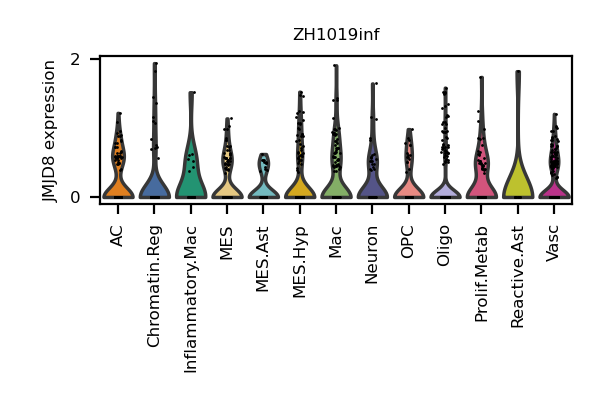 ZH1019inf
JMJD8 expression
2
0
AC
Chromatin.Reg
Inflammatory.Mac
MES
MES.Ast
MES.Hyp
Mac
Neuron
OPC
Oligo
Prolif.Metab
Reactive.Ast
Vasc